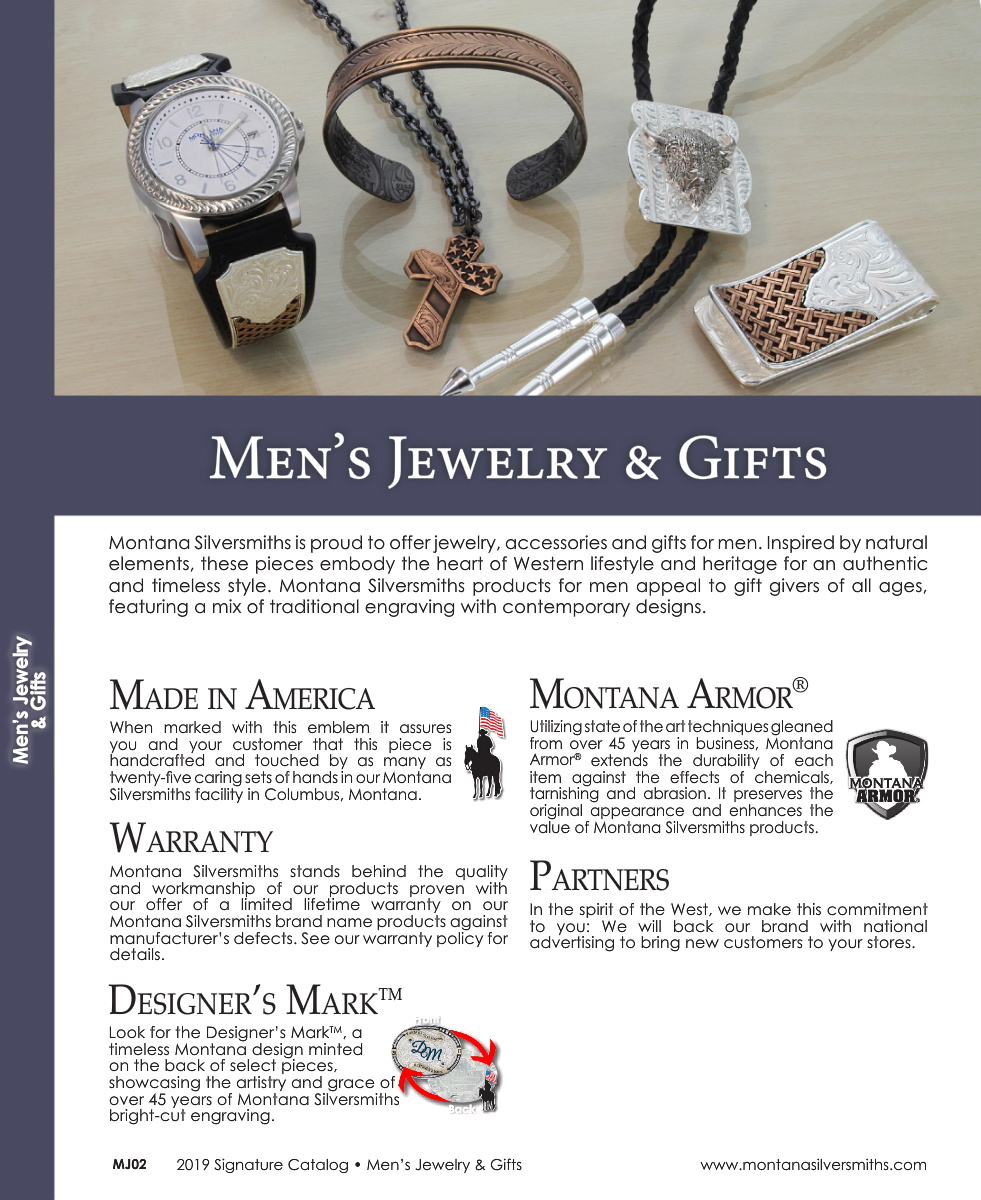 MONTANA
Men's Jewelry & Gifts
Men's Jewelry
& Gifts
Montana Silversmiths is proud to offer jewelry, accessories and gifts for men. Inspired by natural
elements, these pieces embody the heart of Western lifestyle and heritage for an authentic
and timeless style. Montana Silversmiths products for men appeal to gift givers of all ages,
featuring a mix of traditional engraving with contemporary designs.
Made in America
When marked with this emblem it assures
you and your customer that this piece is
handcrafted and touched by as many as
twenty-five caring sets of hands in our Montana
Silversmiths facility in Columbus, Montana.
Warranty
Montana Silversmiths stands behind the quality
and workmanship of our products proven with
our offer of a limited lifetime warranty on our
Montana Silversmiths brand name products against
manufacturer's defects. See our warranty policy for
details.
Designer's Mark™
Look for the Designer's Mark™, a
timeless Montana design minted
on the back of select pieces,
showcasing the artistry and grace of
over 45 years of Montana Silversmiths
bright-cut engraving.
Front
DM
Back
Montana Armor®
Utilizing state of the art techniques gleaned
from over 45 years in business, Montana
Armor® extends the durability of each
item against the effects of chemicals,
tarnishing and abrasion. It preserves the
original appearance and enhances the
value of Montana Silversmiths products.
MONTANA
ARMOR
Partners
In the spirit of the West, we make this commitment
to you: We will back our brand with national
advertising to bring new customers to your stores.
MJ02 2019 Signature Catalog • Men's Jewelry & Gifts
www.montanasilversmiths.com